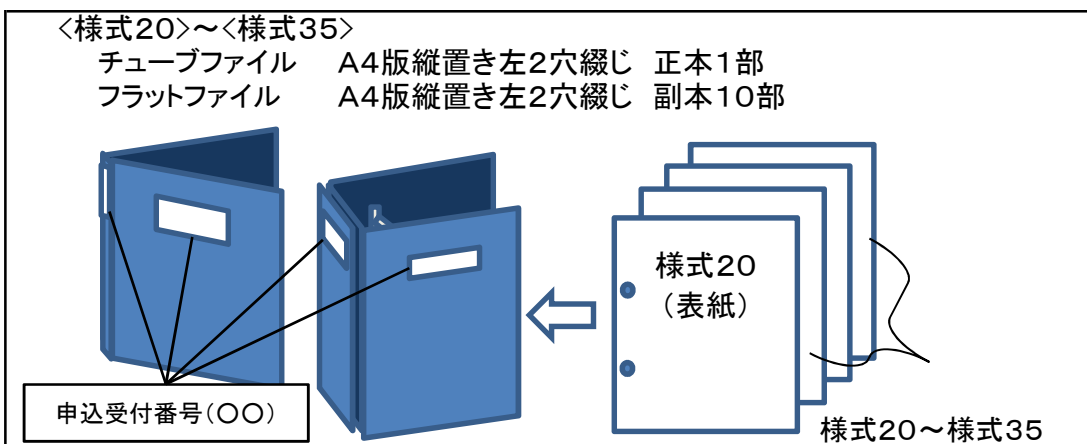 <様式20>~<様式35>
チューブファイル　A4版縦置き左2穴綴じ　正本1部
フラットファイル　A4版縦置き左2穴綴じ　副本10部
様式20
(表紙)
申込受付番号(○○)
様式20~様式35